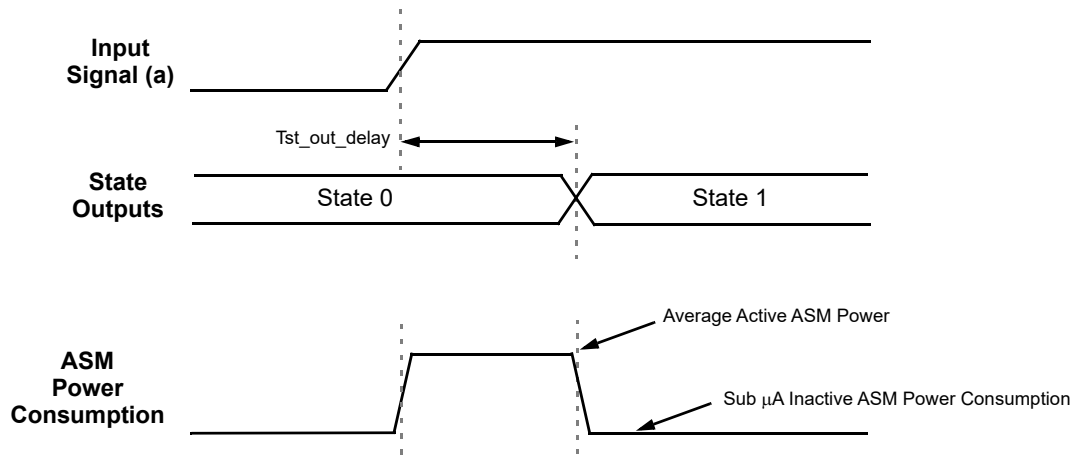 Input
Signal (a)
Tst_out_delay
State
Outputs
State 0
State 1
Average Active ASM Power
ASM
Power
Consumption
Sub μA Inactive ASM Power Consumption